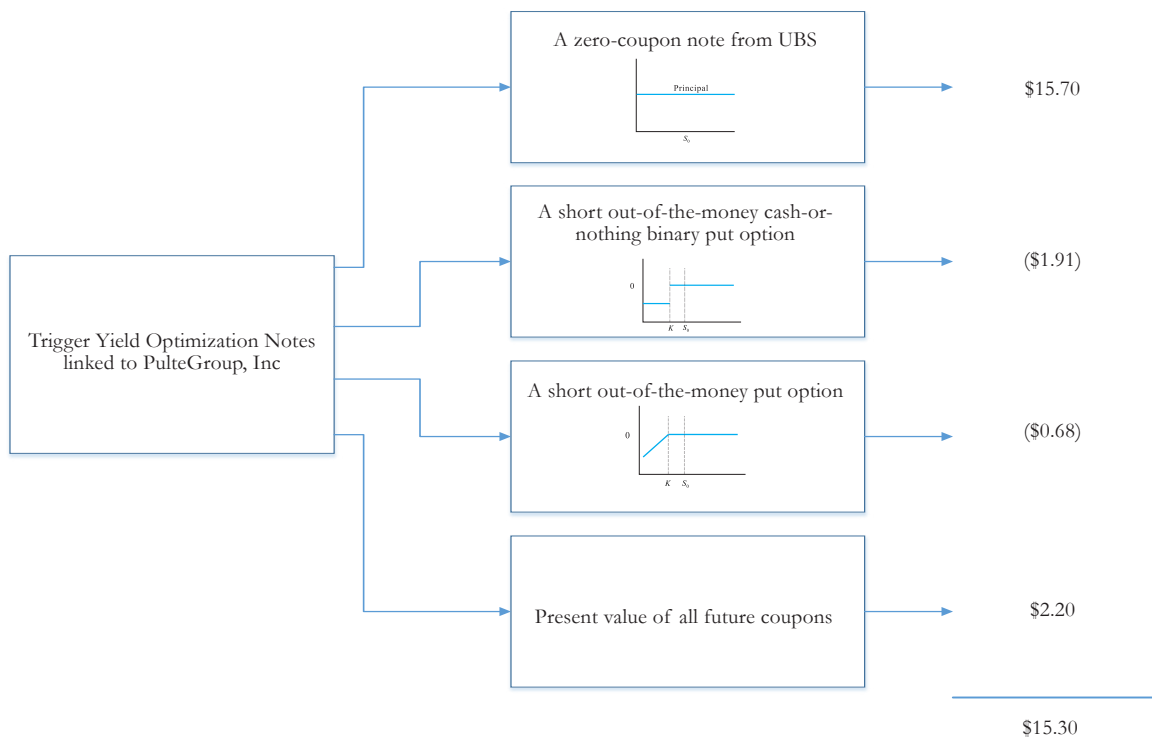 A zero-coupon note from UBS
Principal
S₀
$15.70
A short out-of-the-money cash-or-
nothing binary put option
0
K
S₀
($1.91)
Trigger Yield Optimization Notes
linked to PulteGroup, Inc
A short out-of-the-money put option
0
K
S₀
($0.68)
Present value of all future coupons
$2.20
$15.30